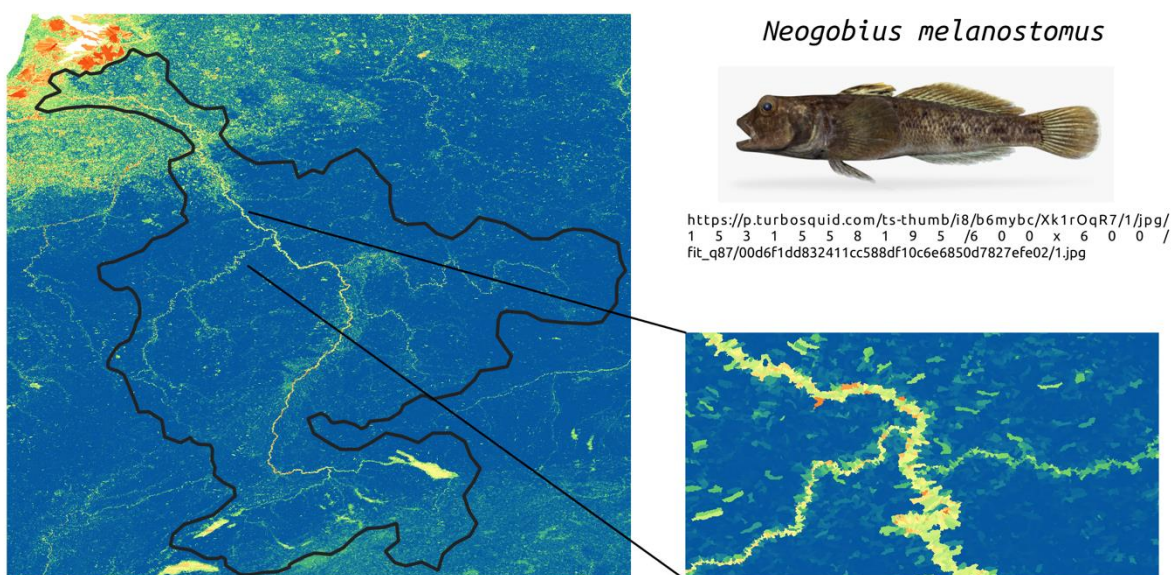 Neogobius melanostomus
https://p.turbosquid.com/ts-thumb/i8/b6mybc/Xk1rOqR7/1/jpg/
1 5 3 1 5 5 8 1 9 5 /6 0 0 x 6 0 0 /
fit_q87/00d6f1dd832411cc588df10c6e6850d7827efe02/1.jpg